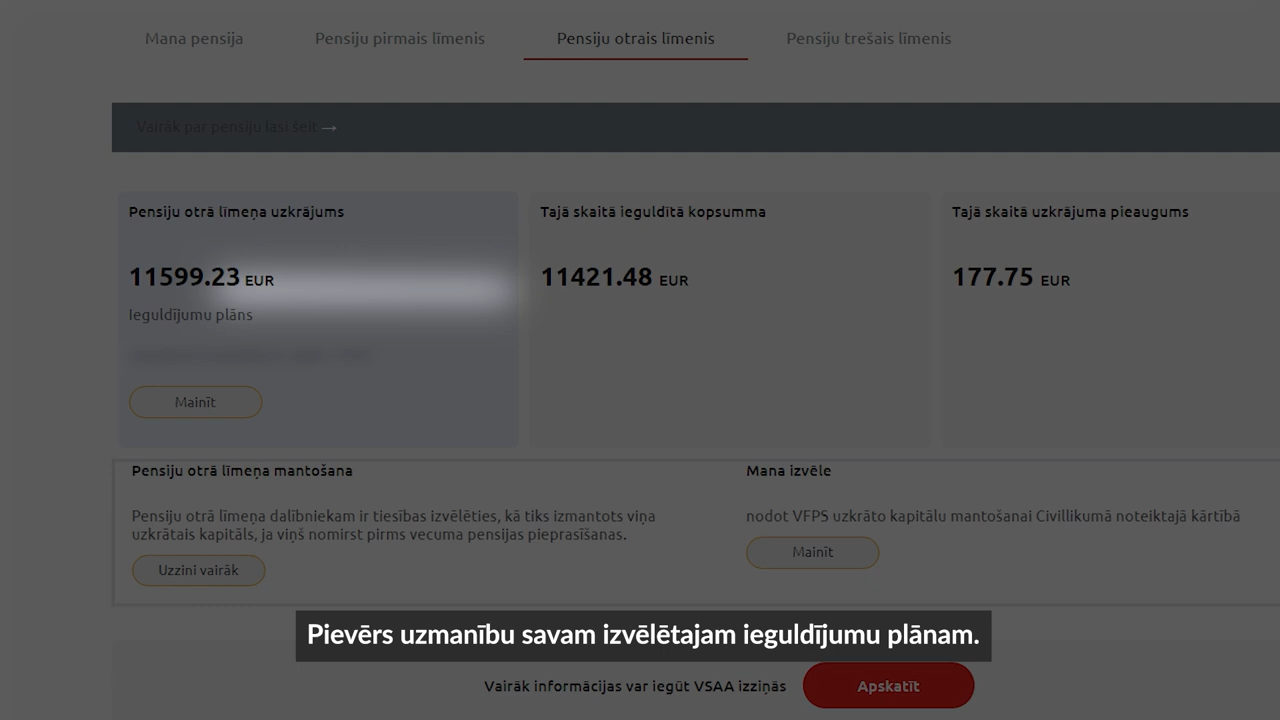 Mana pensija
Pensiju pirmais līmenis
Pensiju otrais līmenis
Pensiju trešais līmenis
Vairāk par pensiju lasi šeit →
Pensiju otrā līmeņa uzkrājums
Tajā skaitā ieguldītā kopsumma
Tajā skaitā uzkrājuma pieaugums
11599.23 EUR
11421.48 EUR
177.75 EUR
Ieguldījumu plāns
Mainīt
Pensiju otrā līmeņa mantošana
Mana izvēle
Pensiju otrā līmeņa dalībniekam ir tiesības izvēlēties, kā tiks izmantots viņa
uzkrātais kapitāls, ja viņš nomirst pirms vecuma pensijas pieprasīšanas.
nodot VFPS uzkrāto kapitālu mantošanai Civillikumā noteiktajā kārtībā
Mainīt
Uzzini vairāk
Pievērs uzmanību savam izvēlētajam ieguldījumu plānam.
Vairāk informācijas var iegūt VSAA izziņās
Apskatīt